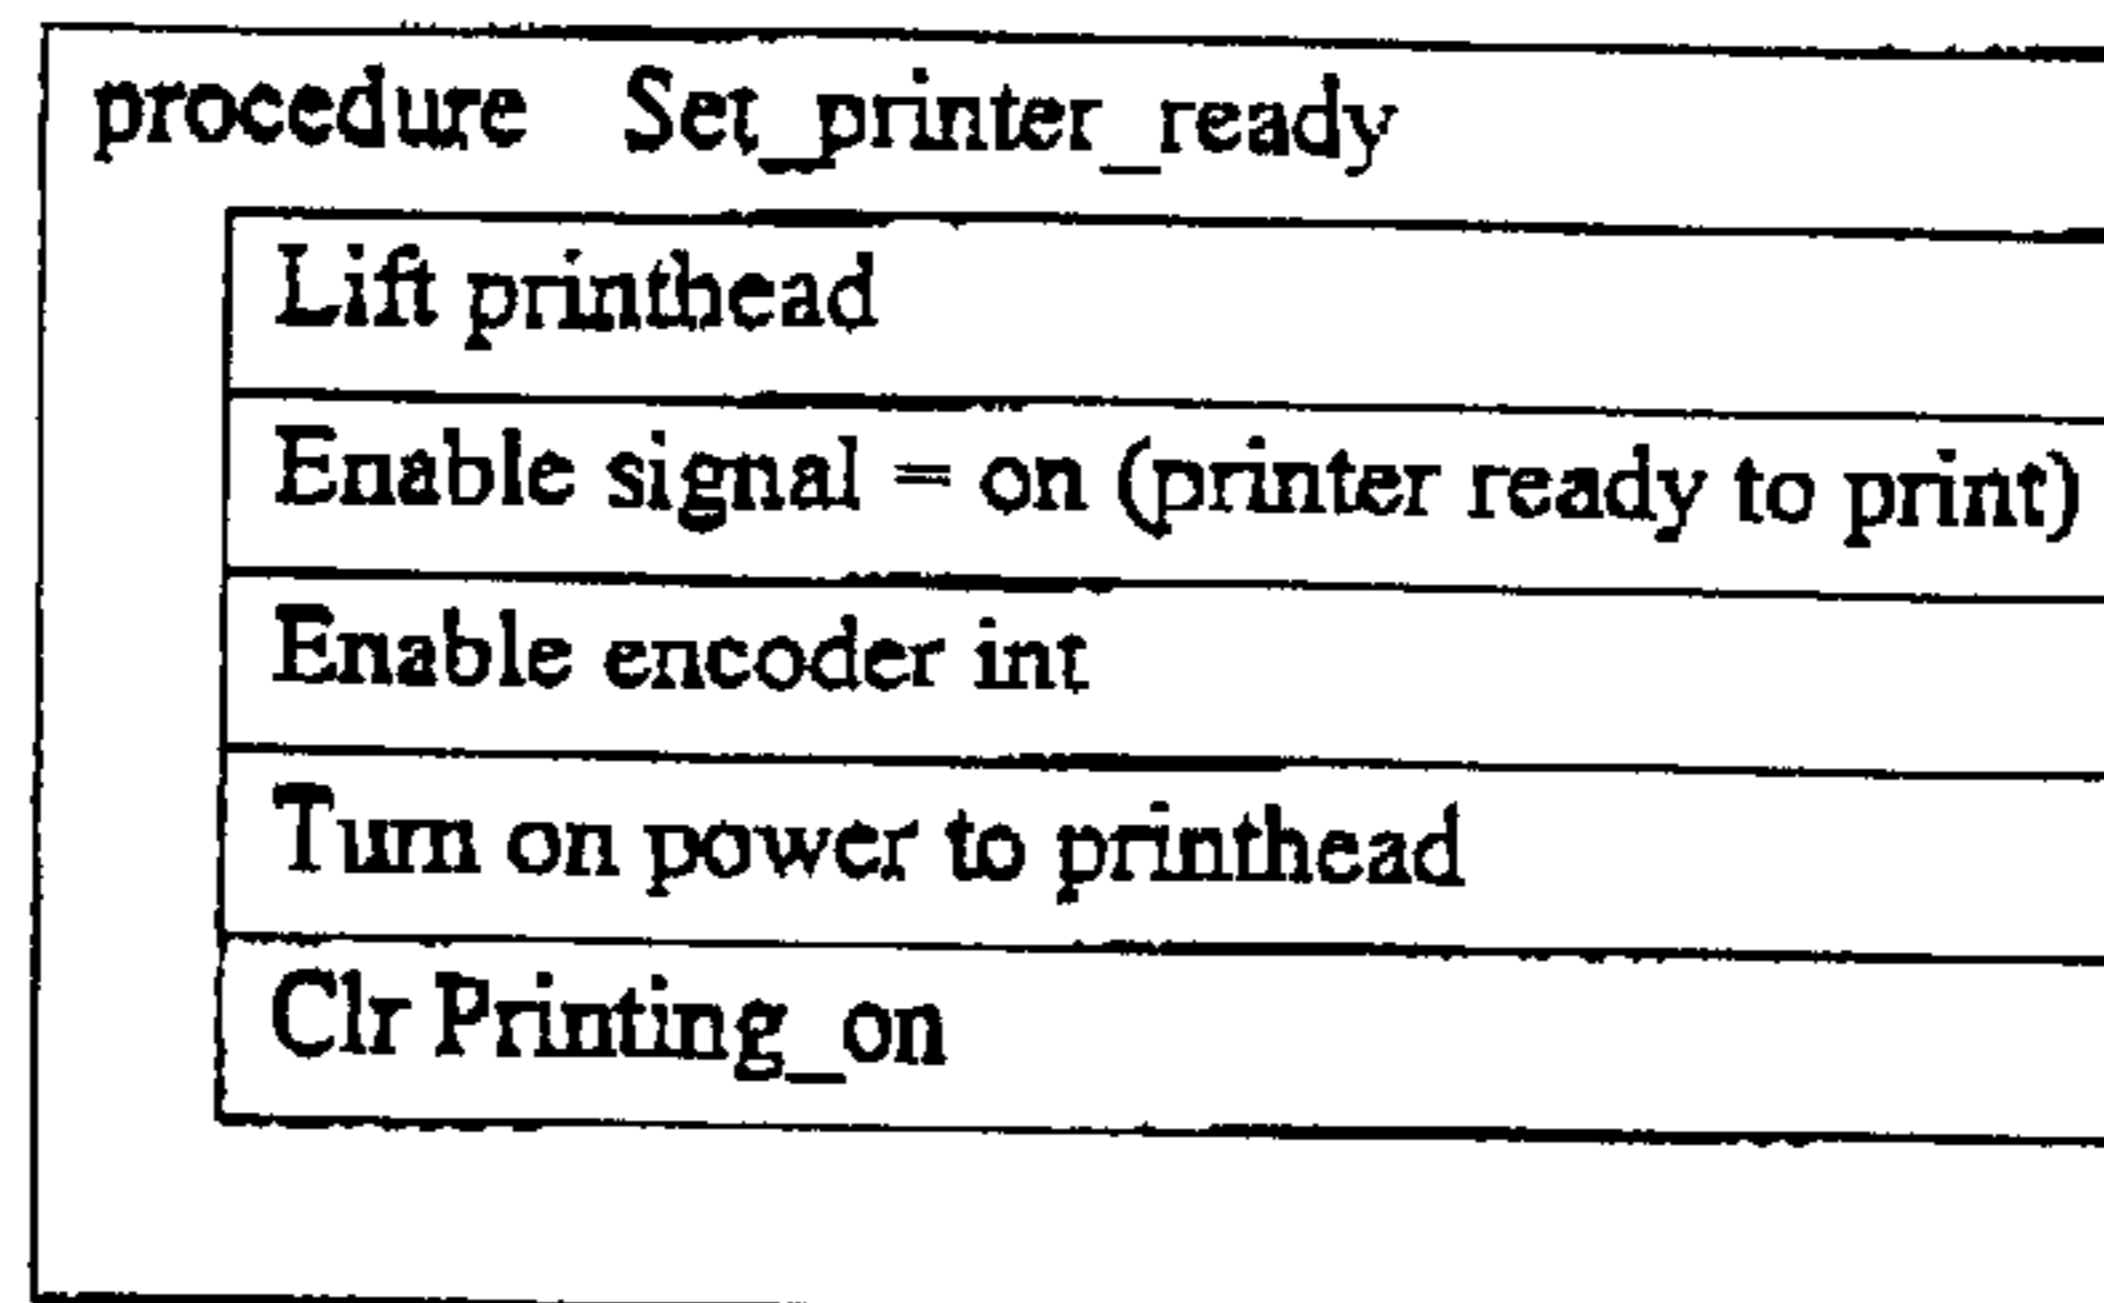 procedure Set_printer_ready
Lift printhead
Enable signal = on (printer ready to print)
Enable encoder int
Turn on power to printhead
Clr Printing_on